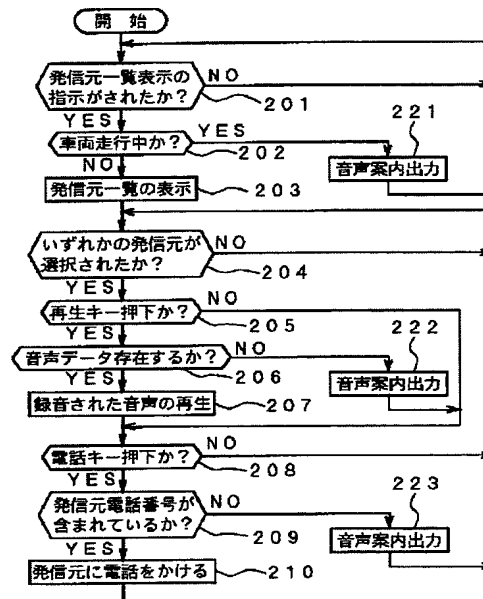 開始
発信元一覧表示の
指示がされたか？
NO
201
YES
車両走行中か？
YES
202
221
NO
音声案内出力
発信元一覧の表示
203
いずれかの発信元が
選択されたか？
NO
204
YES
再生キー押下か？
NO
205
YES
222
音声データ存在するか？
NO
206
YES
音声案内出力
録音された音声の再生
207
電話キー押下か？
NO
208
YES
223
発信元電話番号が
含まれているか？
NO
209
YES
音声案内出力
発信元に電話をかける
210